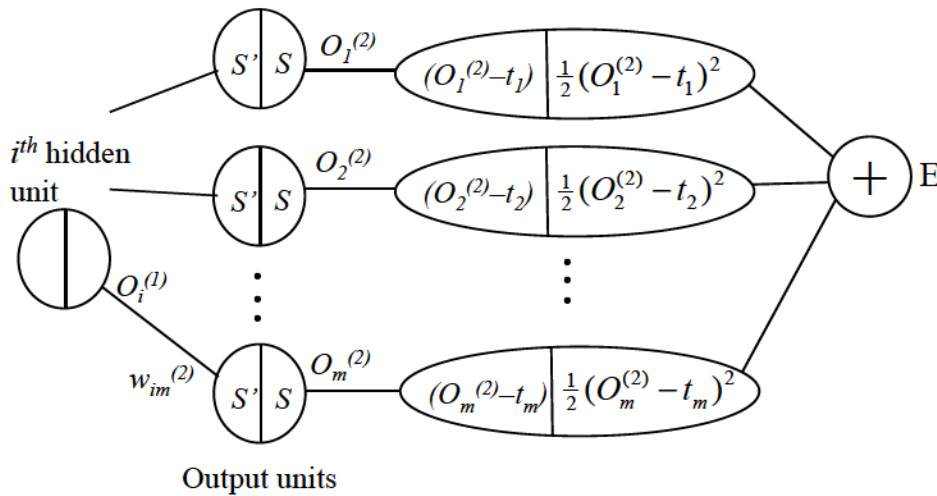 O₁⁽²⁾
S' S
(O₁⁽²⁾–t₁) ½(O₁⁽²⁾ – t₁)²
iᵗʰ hidden
unit
O₂⁽²⁾
S' S
(O₂⁽²⁾–t₂) ½(O₂⁽²⁾ – t₂)²
+ E
Oᵢ⁽¹⁾
wᵢₘ⁽²⁾
Oₘ⁽²⁾
S' S
(Oₘ⁽²⁾–tₘ) ½(Oₘ⁽²⁾ – tₘ)²
Output units